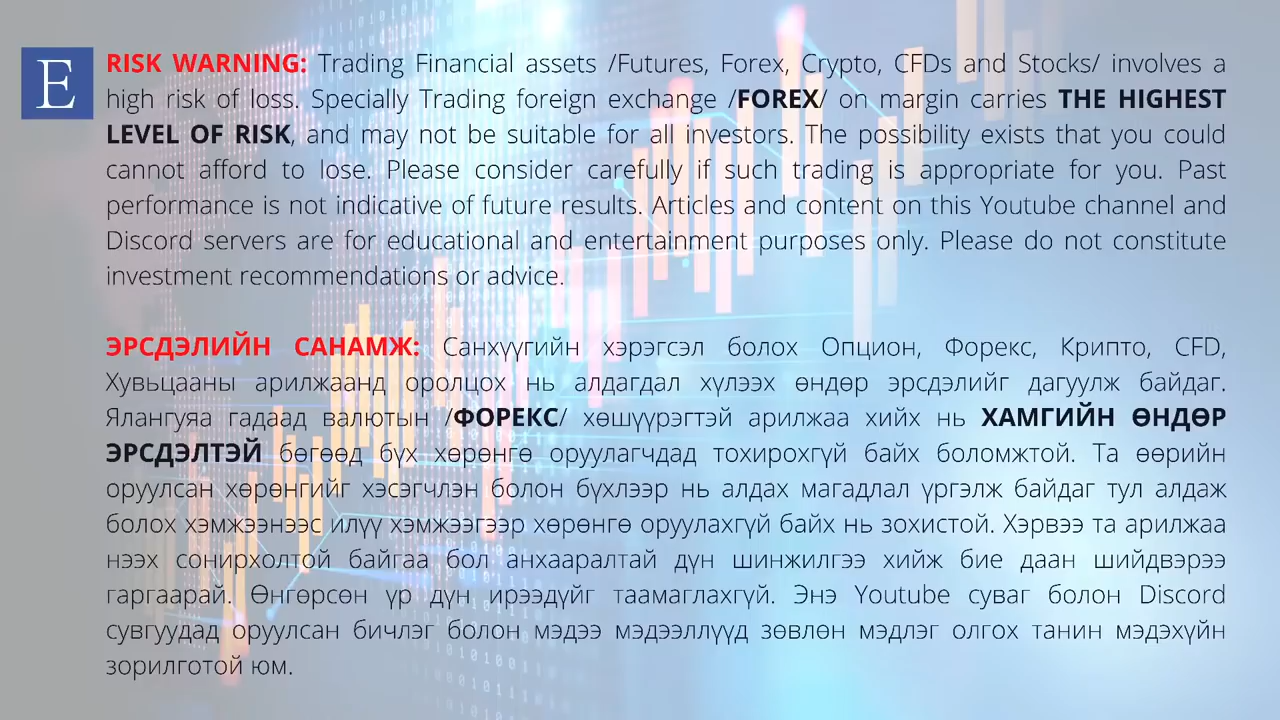 E
RISK WARNING: Trading Financial assets /Futures, Forex, Crypto, CFDs and Stocks/ involves a
high risk of loss. Specially Trading foreign exchange /FOREX/ on margin carries THE HIGHEST
LEVEL OF RISK, and may not be suitable for all investors. The possibility exists that you could
cannot afford to lose. Please consider carefully if such trading is appropriate for you. Past
performance is not indicative of future results. Articles and content on this Youtube channel and
Discord servers are for educational and entertainment purposes only. Please do not constitute
investment recommendations or advice.
ЭРСДЭЛИЙН САНАМЖ: Санхүүгийн хэрэгсэл болох Опцион, Форекс, Крипто, CFD,
Хувьцааны арилжаанд оролцох нь алдагдал хүлээх өндөр эрсдэлийг дагуулж байдаг.
Ялангуяа гадаад валютын /ФОРЕКС/ хөшүүрэгтэй арилжаа хийх нь ХАМГИЙН ӨНДӨР
ЭРСДЭЛТЭЙ бөгөөд бүх хөрөнгө оруулагчдад тохирохгүй байх боломжтой. Та өөрийн
оруулсан хөрөнгийг хэсэгчлэн болон бүхлээр нь алдах магадлал үргэлж байдаг тул алдаж
болох хэмжээнээс илүү хэмжээгээр хөрөнгө оруулахгүй байх нь зохистой. Хэрвээ та арилжаа
нээх сонирхолтой байгаа бол анхааралтай дүн шинжилгээ хийж бие даан шийдвэрээ
гаргаарай. Өнгөрсөн үр дүн ирээдүйг таамаглахгүй. Энэ Youtube суваг болон Discord
сувгуудад оруулсан бичлэг болон мэдээ мэдээллүүд зөвлөн мэдлэг олгох танин мэдэхүйн
зорилготой юм.